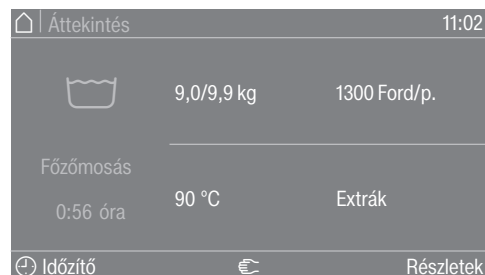 Áttekintés 11:02
9,0/9,9 kg 1300 Ford/p.
Főzőmosás
0:56 óra
90 °C Extrák
Időzítő Részletek